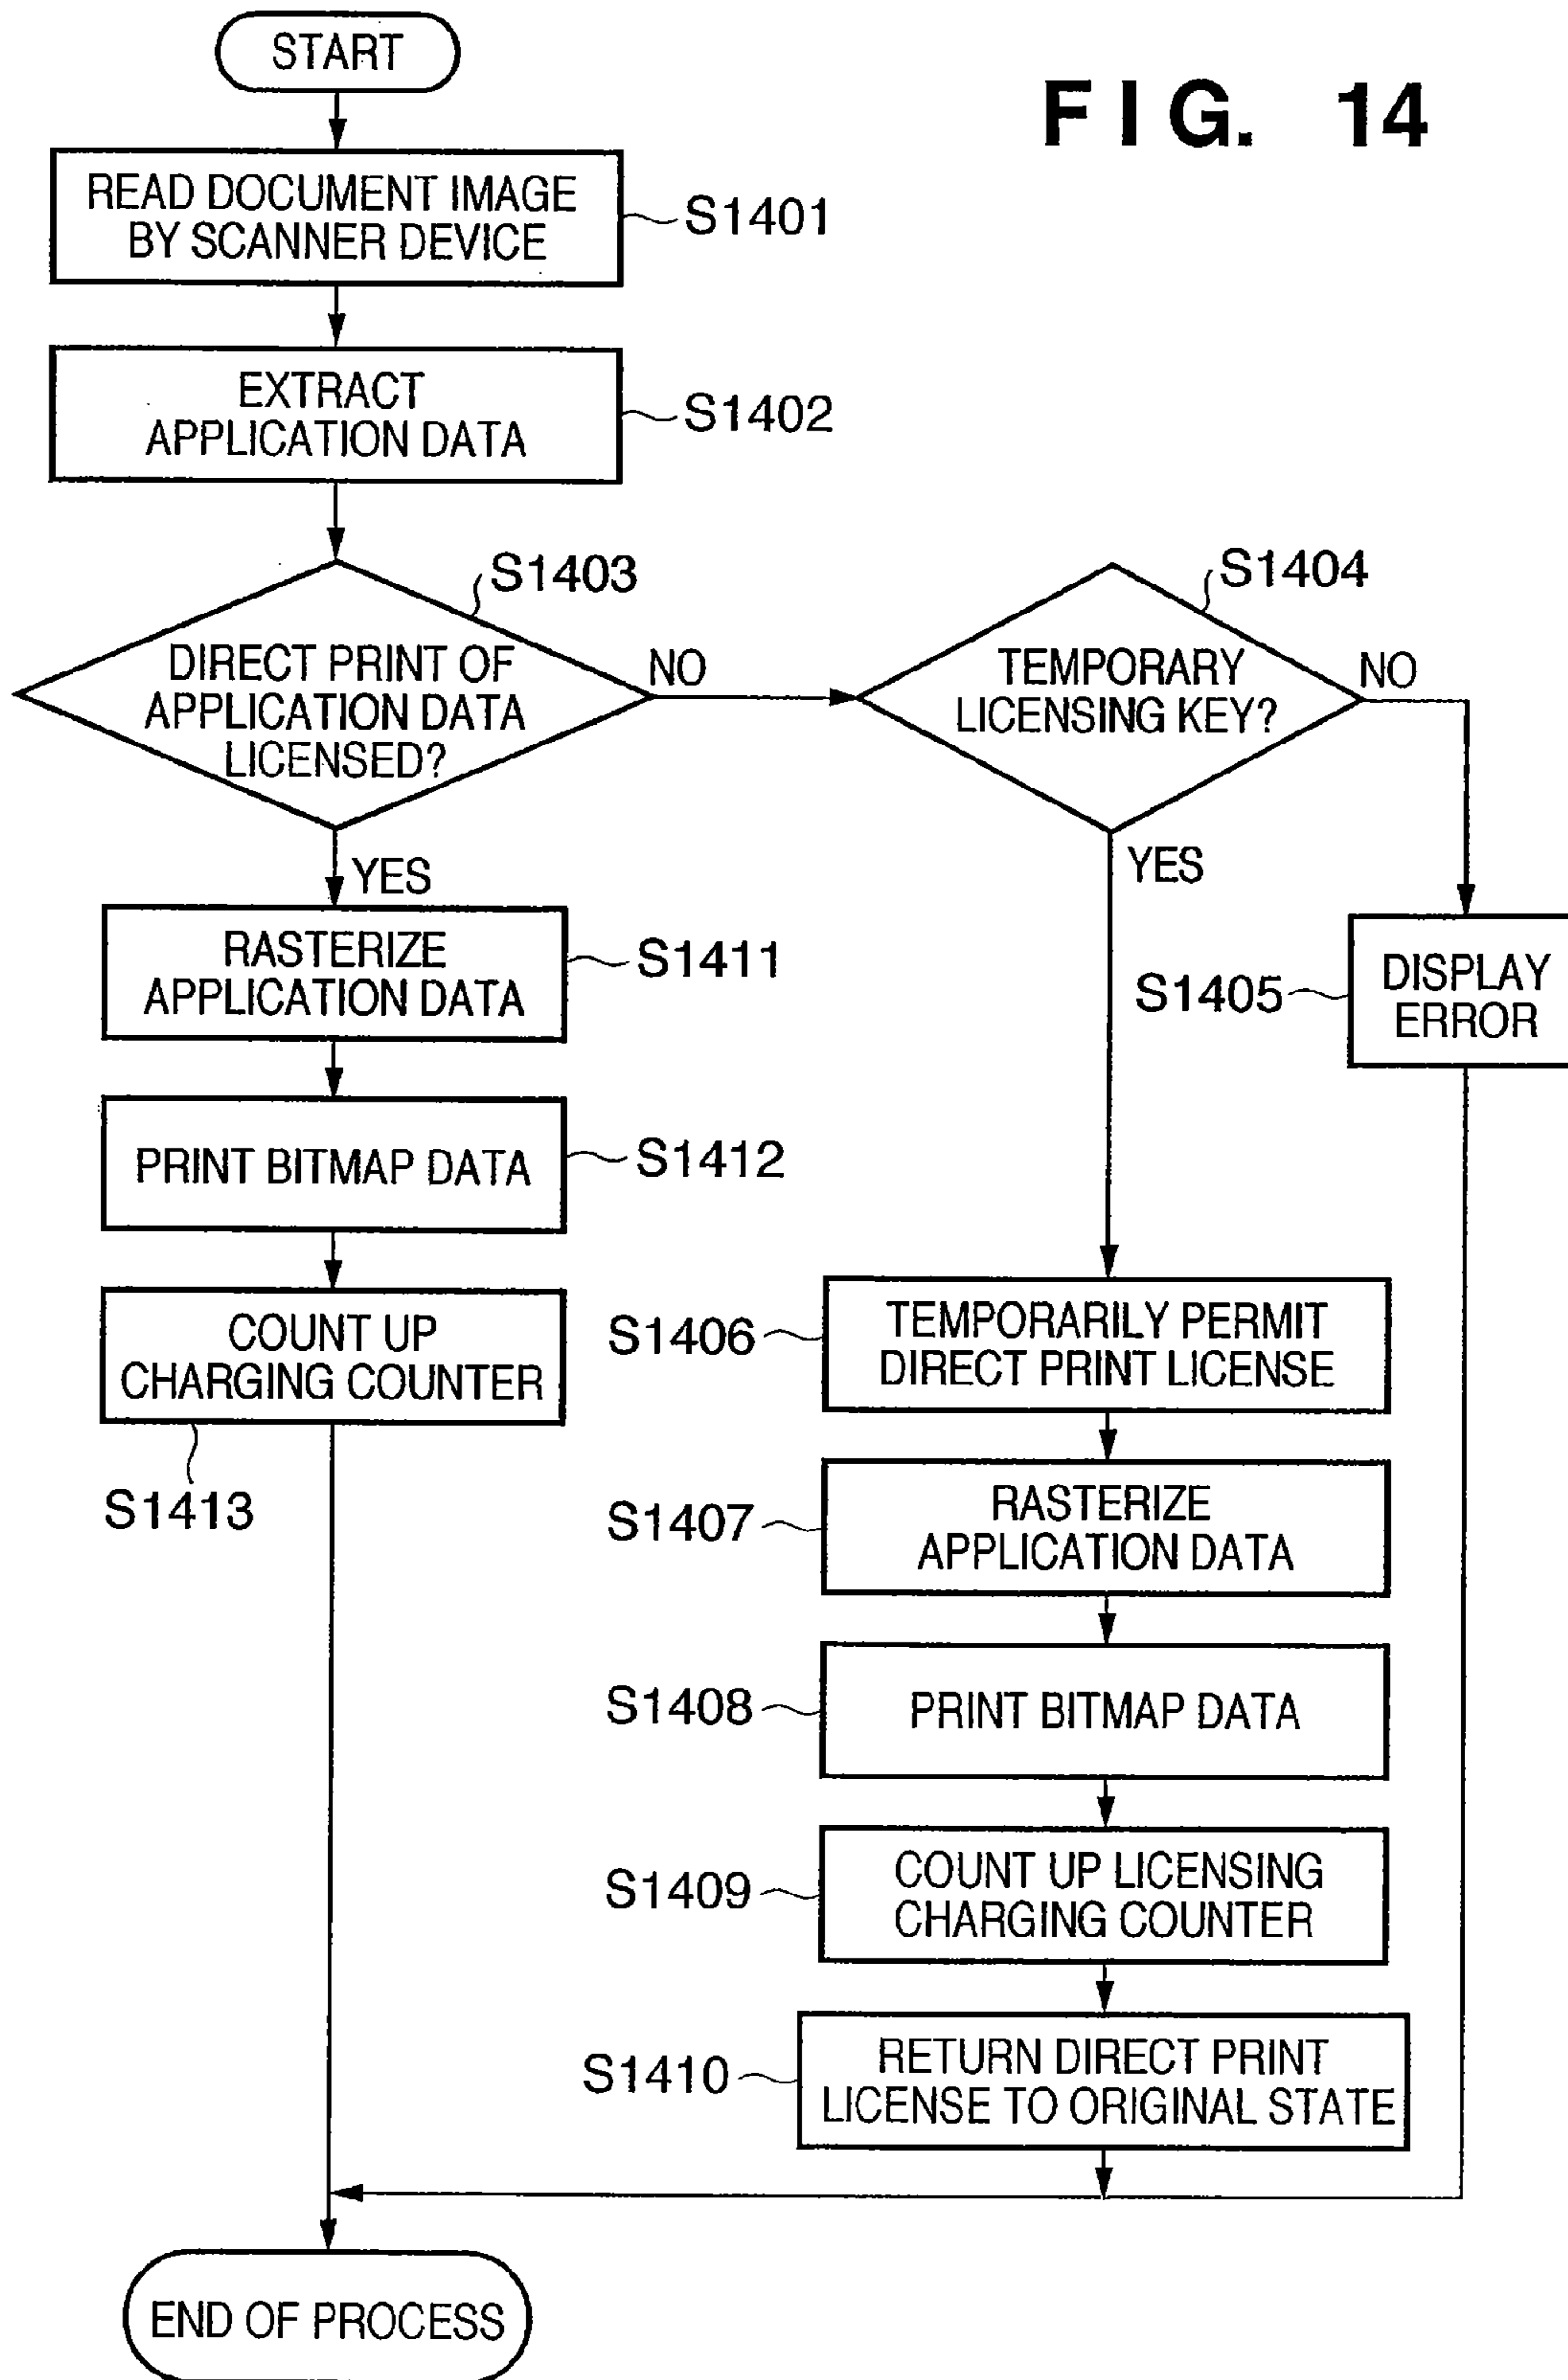 START
FIG. 14
READ DOCUMENT IMAGE
BY SCANNER DEVICE
S1401
EXTRACT
APPLICATION DATA
S1402
S1403
DIRECT PRINT OF
APPLICATION DATA
LICENSED?
NO
S1404
TEMPORARY
LICENSING KEY?
NO
YES
YES
RASTERIZE
APPLICATION DATA
S1411
S1405
DISPLAY
ERROR
PRINT BITMAP DATA
S1412
COUNT UP
CHARGING COUNTER
S1413
S1406
TEMPORARILY PERMIT
DIRECT PRINT LICENSE
S1407
RASTERIZE
APPLICATION DATA
S1408
PRINT BITMAP DATA
S1409
COUNT UP LICENSING
CHARGING COUNTER
S1410
RETURN DIRECT PRINT
LICENSE TO ORIGINAL STATE
END OF PROCESS